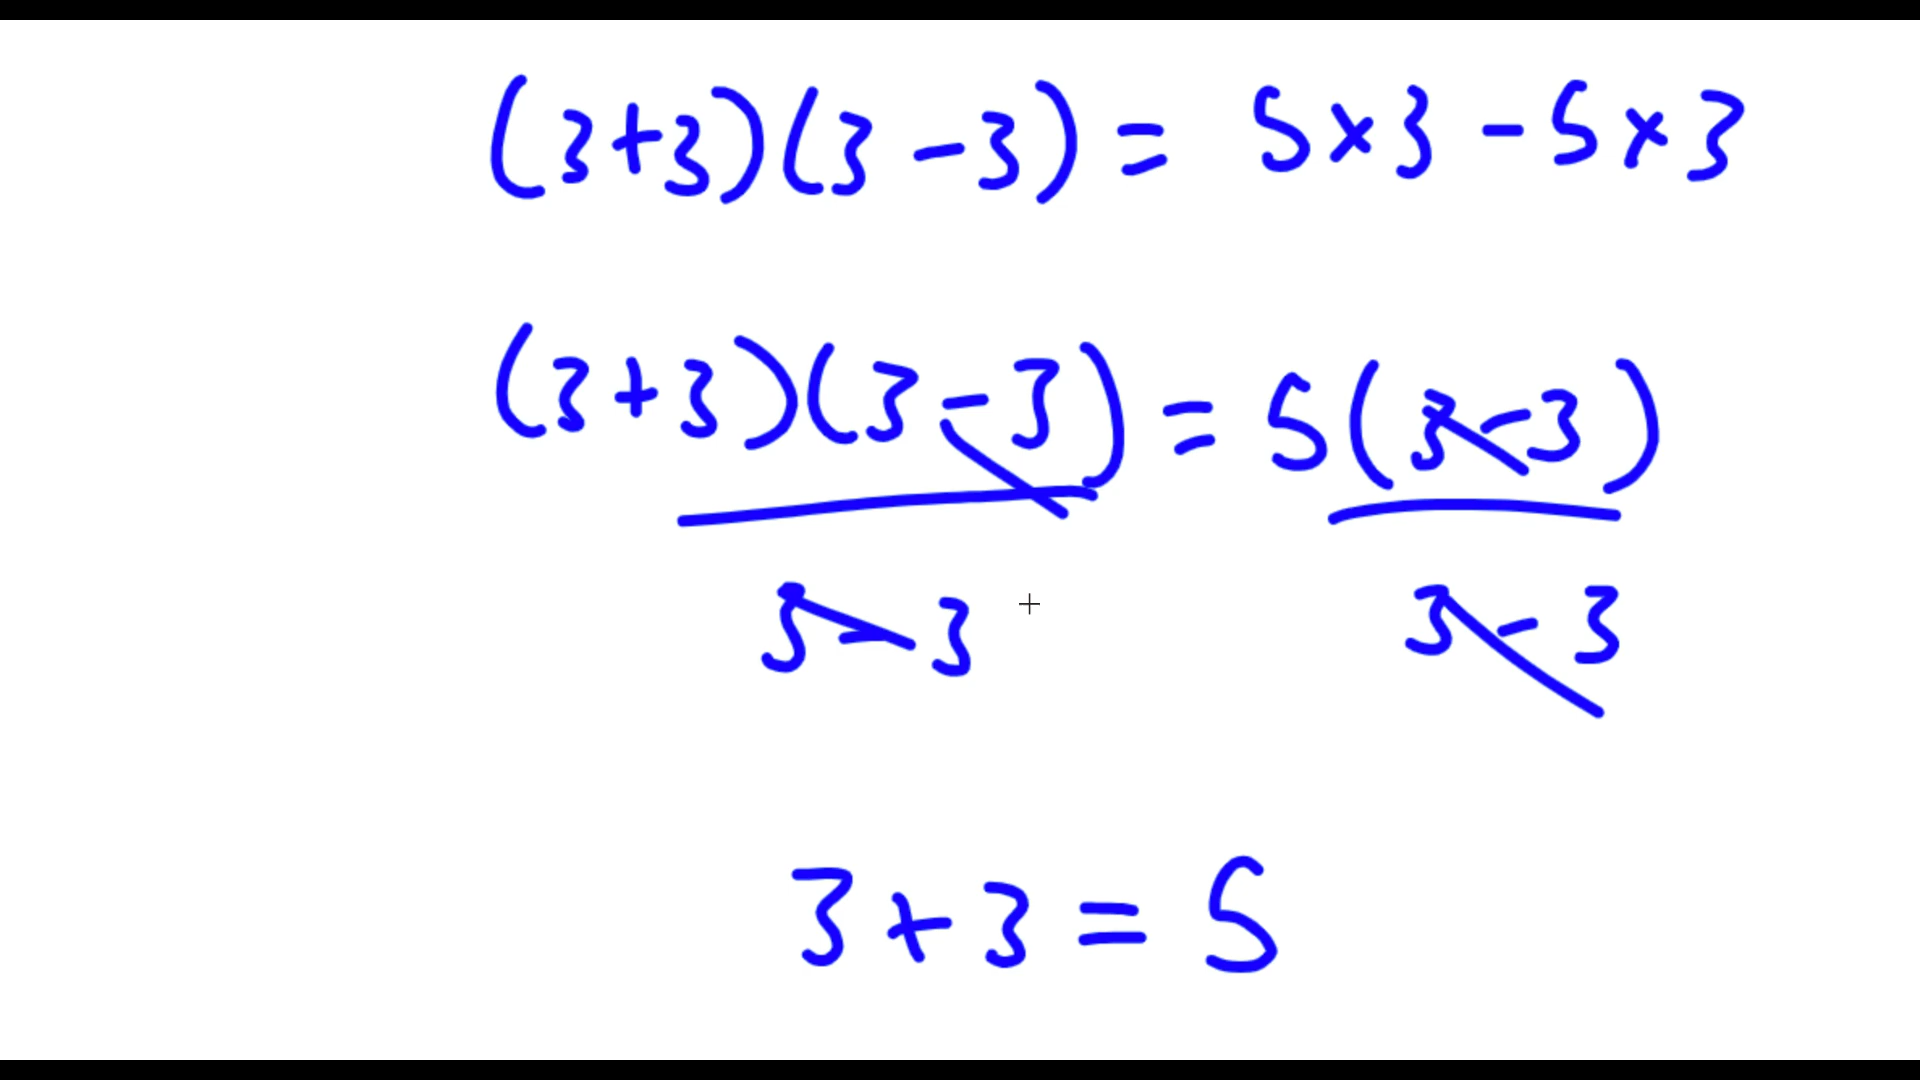 (3+3)(3-3) = 5×3 - 5×3
(3+3)(3-3) = 5(3-3)
3-3 3-3
3+3 = 5